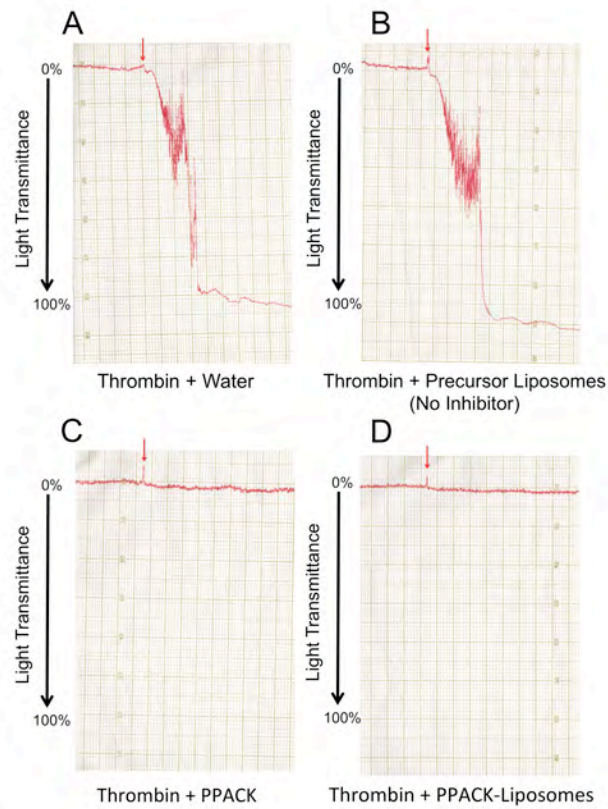 A
B
0%
0%
Light Transmittance
Light Transmittance
100%
100%
Thrombin + Water
Thrombin + Precursor Liposomes
(No Inhibitor)
C
D
0%
0%
Light Transmittance
Light Transmittance
100%
100%
Thrombin + PPACK
Thrombin + PPACK-Liposomes